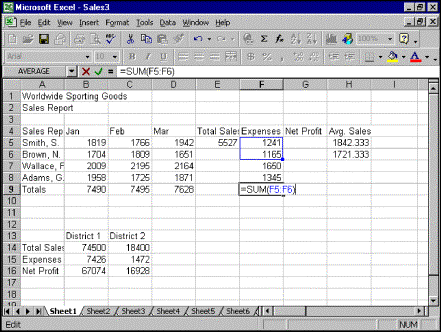 Microsoft Excel - Sales3
File Edit View Insert Format Tools Data Window Help
100%
Arial 10 B I U
AVERAGE =SUM(F5:F6)
A B C D E F G H I
1 Worldwide Sporting Goods
2 Sales Report
3
4 Sales Rep Jan Feb Mar Total Sales Expenses Net Profit Avg. Sales
5 Smith, S. 1819 1766 1942 5527 1241 1842.333
6 Brown, N. 1704 1809 1651 1165 1721.333
7 Wallace, F 2009 2195 2164 1650
8 Adams, G. 1958 1725 1871 1345
9 Totals 7490 7495 7628 =SUM(F5:F6)
10
11
12
13 District 1 District 2
14 Total Sales 74500 18400
15 Expenses 7426 1472
16 Net Profit 67074 16928
17
18
19
Sheet1 Sheet2 Sheet3 Sheet4 Sheet5 Sheet6
Edit NUM